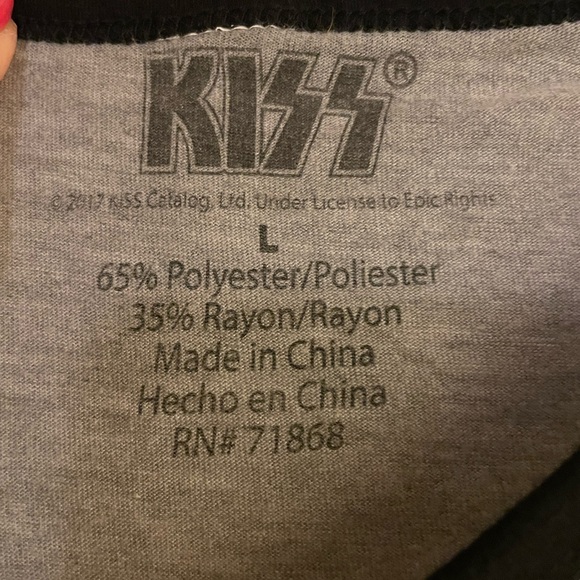 KISS®
© 2017 KISS Catalog, Ltd. Under License to Epic Rights
L
65% Polyester/Poliester
35% Rayon/Rayon
Made in China
Hecho en China
RN# 71868